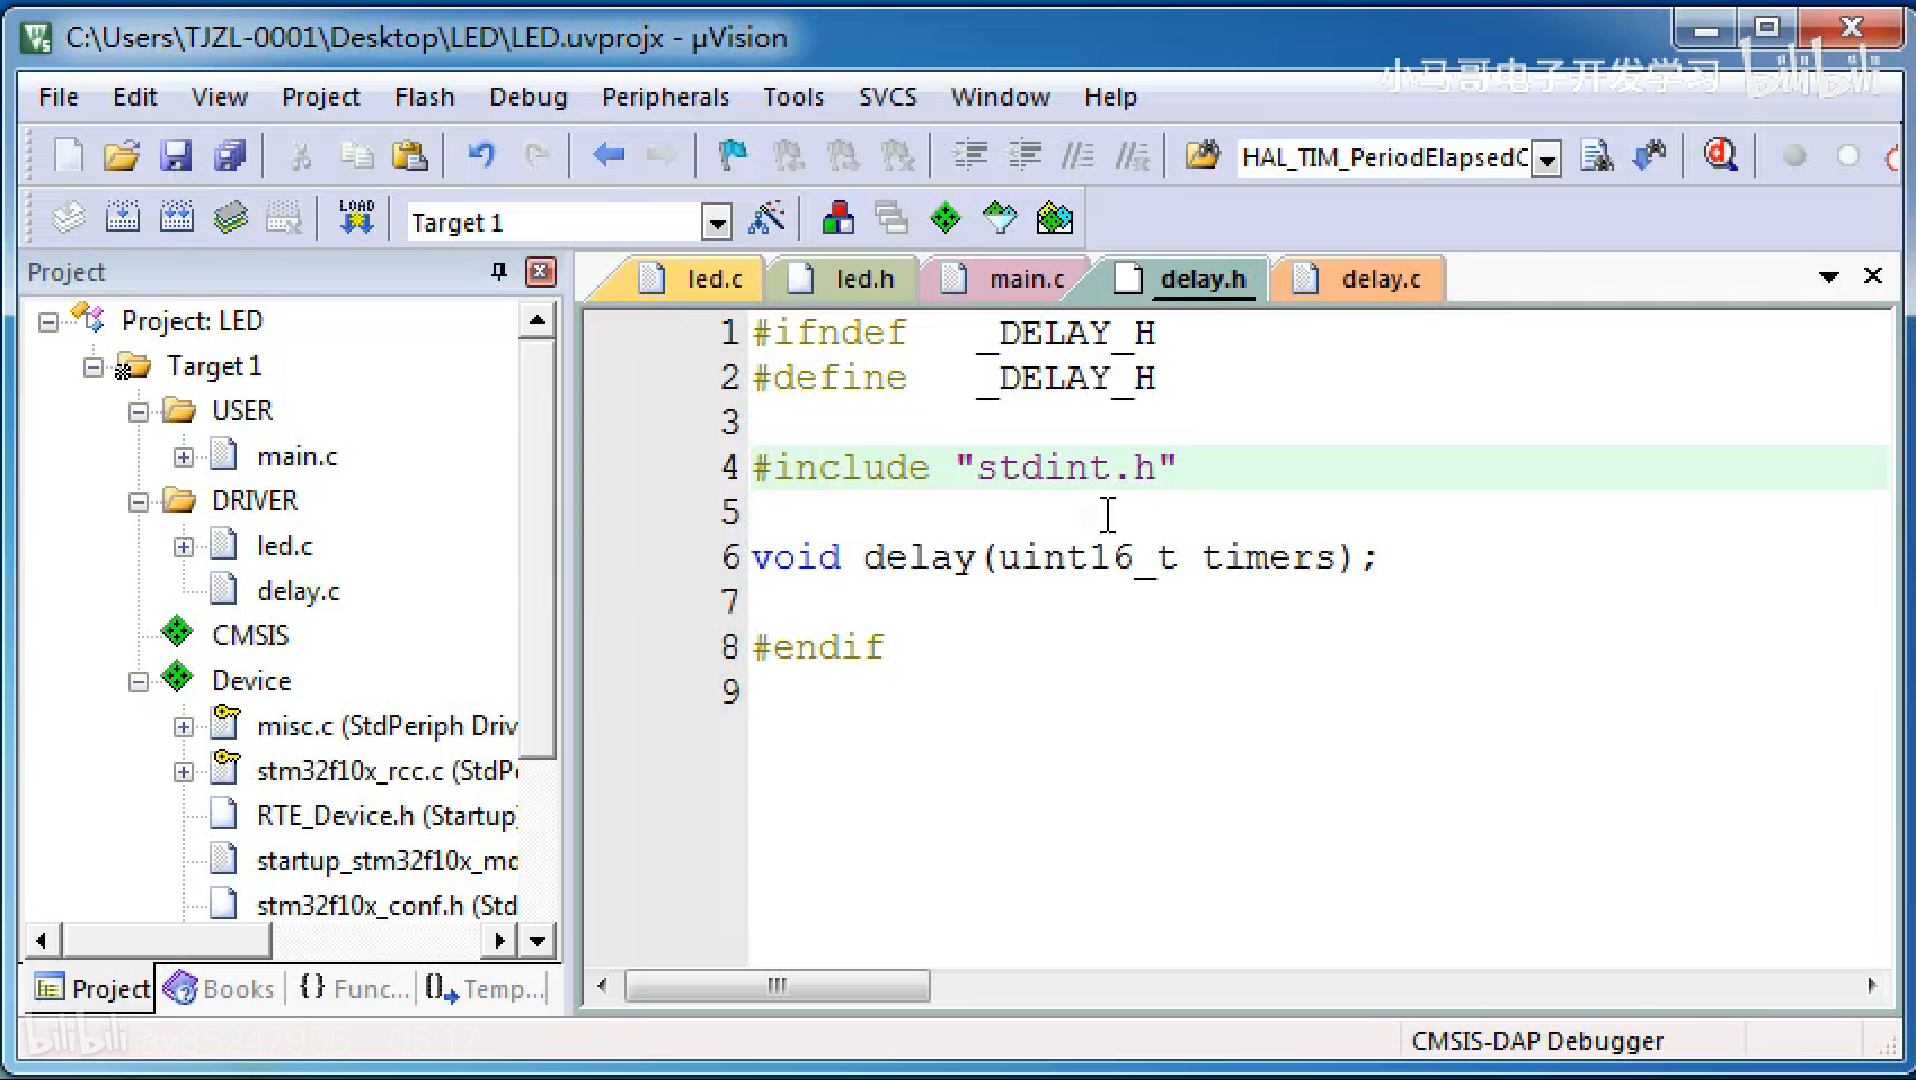 C:\Users\TJZL-0001\Desktop\LED\LED.uvprojx - µVision
小马哥电子开发学习 bilibili
File Edit View Project Flash Debug Peripherals Tools SVCS Window Help
HAL_TIM_PeriodElapsedC
LOAD Target 1
Project
led.c led.h main.c delay.h delay.c
Project: LED
Target 1
USER
main.c
DRIVER
led.c
delay.c
CMSIS
Device
misc.c (StdPeriph Driv
stm32f10x_rcc.c (StdP
RTE_Device.h (Startup
startup_stm32f10x_md
stm32f10x_conf.h (Std
1 #ifndef _DELAY_H
2 #define _DELAY_H
3
4 #include "stdint.h"
5
6 void delay(uint16_t timers);
7
8 #endif
9
Project Books {} Func... Temp...
bilibili av85247956 - 05:17
CMSIS-DAP Debugger